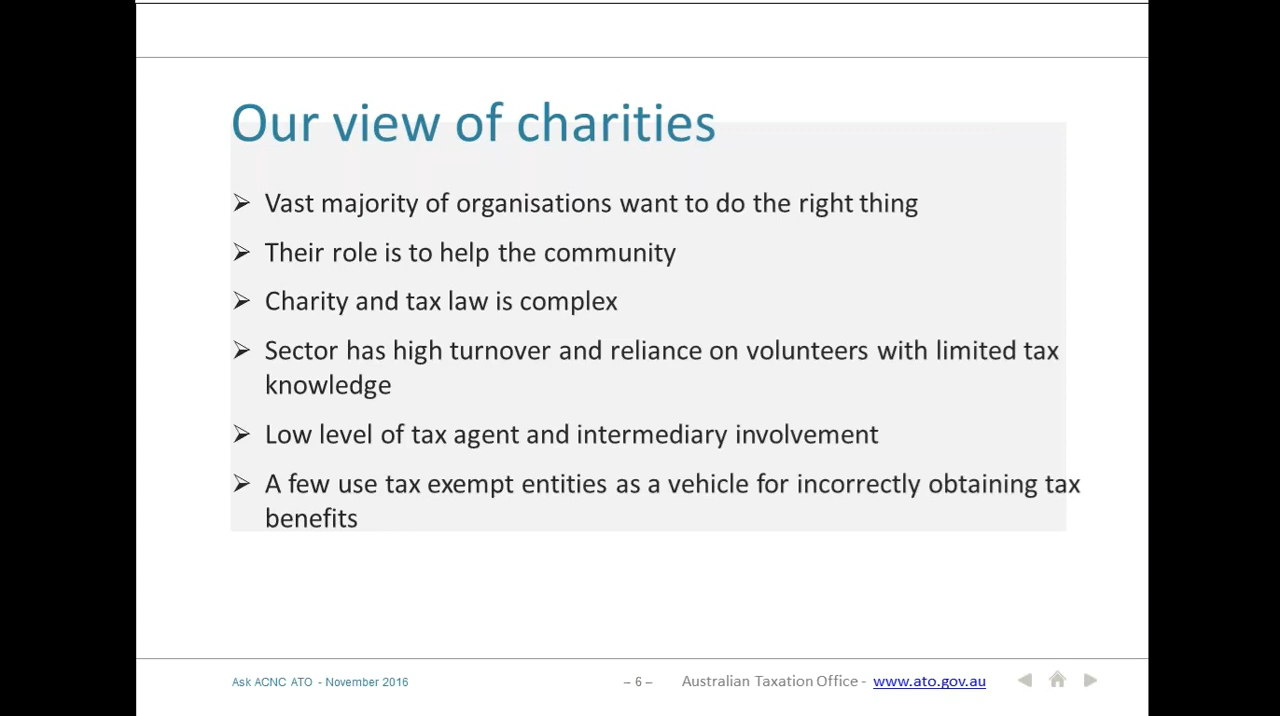 Our view of charities
➢ Vast majority of organisations want to do the right thing
➢ Their role is to help the community
➢ Charity and tax law is complex
➢ Sector has high turnover and reliance on volunteers with limited tax
knowledge
➢ Low level of tax agent and intermediary involvement
➢ A few use tax exempt entities as a vehicle for incorrectly obtaining tax
benefits
Ask ACNC ATO - November 2016
– 6 –
Australian Taxation Office - www.ato.gov.au